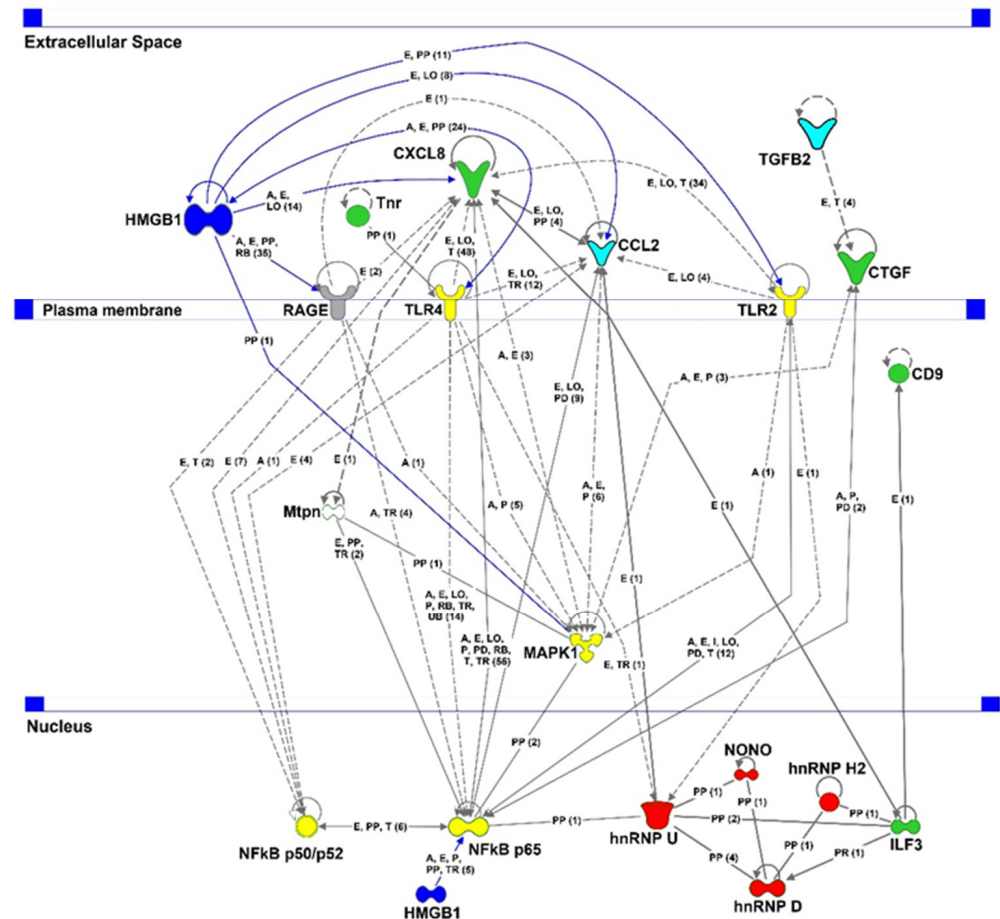 Extracellular Space
E, PP (11)
E, LO (8)
E (1)
A, E, PP (24)
CXCL8
TGFB2
HMGB1
A, E,
LO (14)
Tnr
PP (1)
E, LO, T (34)
E, T (4)
E, LO,
PP (4)
A, E, PP,
RB (35)
E, LO,
T (48)
CCL2
CTGF
E (2)
E, LO,
TR (12)
E, LO (4)
Plasma membrane
RAGE
TLR4
TLR2
PP (1)
A, E (3)
CD9
E, LO,
PD (9)
A, E, P (3)
E, T (2)
E (7)
A (1)
E (4)
E (1)
A (1)
A (1)
E (1)
Mtpn
A, TR (4)
A, P (5)
A, E,
P (6)
E (1)
A, P,
PD (2)
E (1)
E, PP,
TR (2)
PP (1)
E (1)
A, E, LO,
P, RB, TR,
UB (14)
A, E, LO,
P, PD, RB,
T, TR (56)
MAPK1
E, TR (1)
A, E, I, LO,
PD, T (12)
Nucleus
PP (2)
NONO
hnRNP H2
PP (1)
PP (1)
PP (1)
NFkB p50/p52
E, PP, T (6)
NFkB p65
PP (1)
hnRNP U
PP (2)
ILF3
PP (4)
PP (1)
PR (1)
A, E, P,
PP, TR (5)
HMGB1
hnRNP D